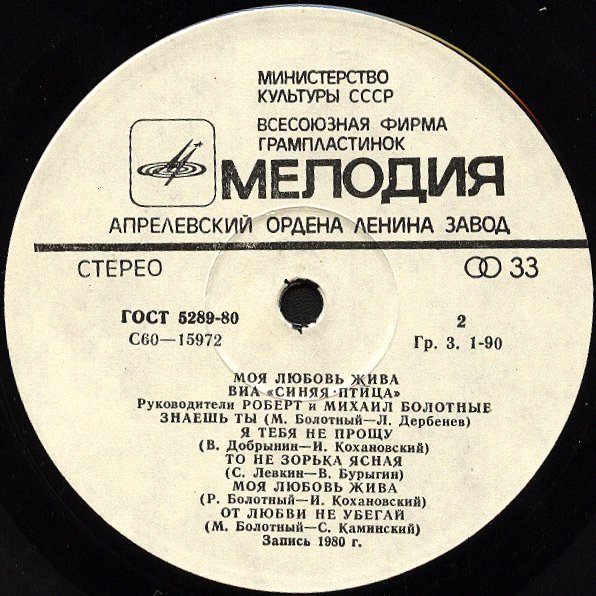 МИНИСТЕРСТВО
КУЛЬТУРЫ СССР
ВСЕСОЮЗНАЯ ФИРМА
ГРАМПЛАСТИНОК
МЕЛОДИЯ
АПРЕЛЕВСКИЙ ОРДЕНА ЛЕНИНА ЗАВОД
СТЕРЕО 33
ГОСТ 5289-80 2
С60—15972 Гр. 3. 1-90
МОЯ ЛЮБОВЬ ЖИВА
ВИА «СИНЯЯ ПТИЦА»
Руководители РОБЕРТ и МИХАИЛ БОЛОТНЫЕ
ЗНАЕШЬ ТЫ (М. Болотный—Л. Дербенев)
Я ТЕБЯ НЕ ПРОЩУ
(В. Добрынин—И. Кохановский)
ТО НЕ ЗОРЬКА ЯСНАЯ
(С. Левкин—В. Бурыгин)
МОЯ ЛЮБОВЬ ЖИВА
(Р. Болотный—И. Кохановский)
ОТ ЛЮБВИ НЕ УБЕГАЙ
(М. Болотный—С. Каминский)
Запись 1980 г.